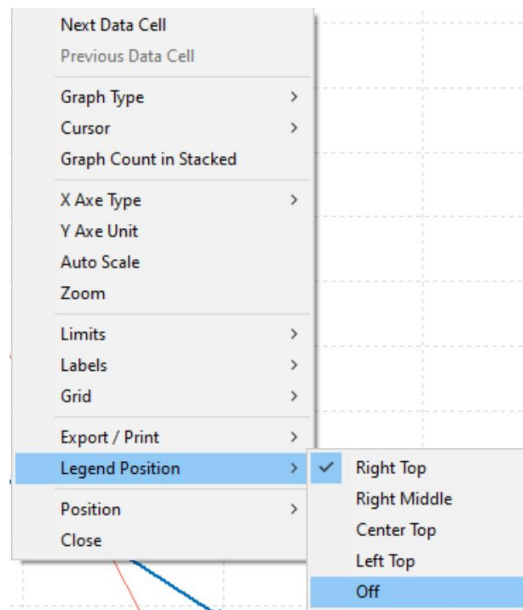 Next Data Cell
Previous Data Cell
Graph Type
Cursor
Graph Count in Stacked
X Axe Type
Y Axe Unit
Auto Scale
Zoom
Limits
Labels
Grid
Export / Print
Legend Position
Position
Close
Right Top
Right Middle
Center Top
Left Top
Off